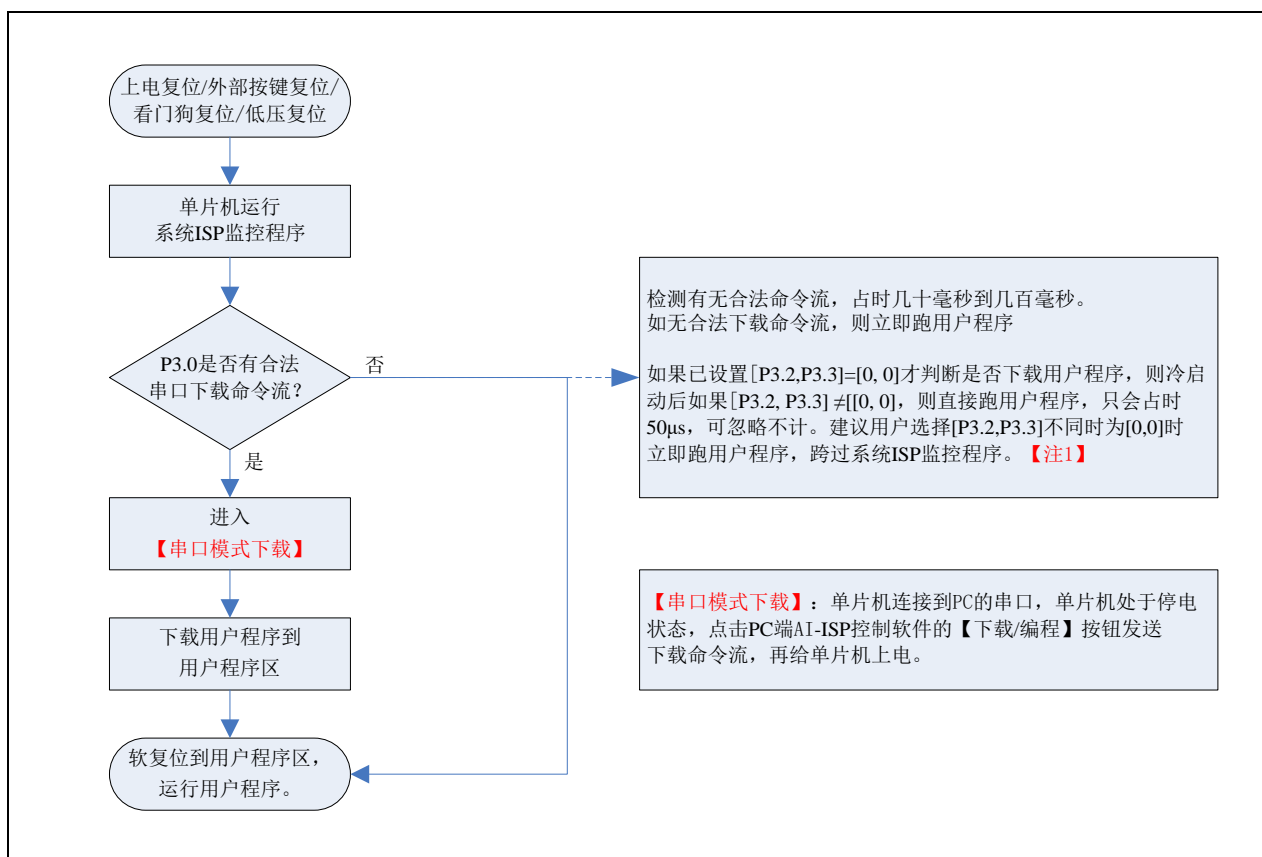 上电复位/外部按键复位/
看门狗复位/低压复位
单片机运行
系统ISP监控程序
P3.0是否有合法
串口下载命令流？
否
是
进入
【串口模式下载】
下载用户程序到
用户程序区
软复位到用户程序区，
运行用户程序。
检测有无合法命令流，占时几十毫秒到几百毫秒。
如无合法下载命令流，则立即跑用户程序
如果已设置[P3.2,P3.3]=[0, 0]才判断是否下载用户程序，则冷启
动后如果[P3.2, P3.3] ≠[[0, 0]，则直接跑用户程序，只会占时
50μs，可忽略不计。建议用户选择[P3.2,P3.3]不同时为[0,0]时
立即跑用户程序，跨过系统ISP监控程序。【注1】
【串口模式下载】：单片机连接到PC的串口，单片机处于停电
状态，点击PC端AI-ISP控制软件的【下载/编程】按钮发送
下载命令流，再给单片机上电。